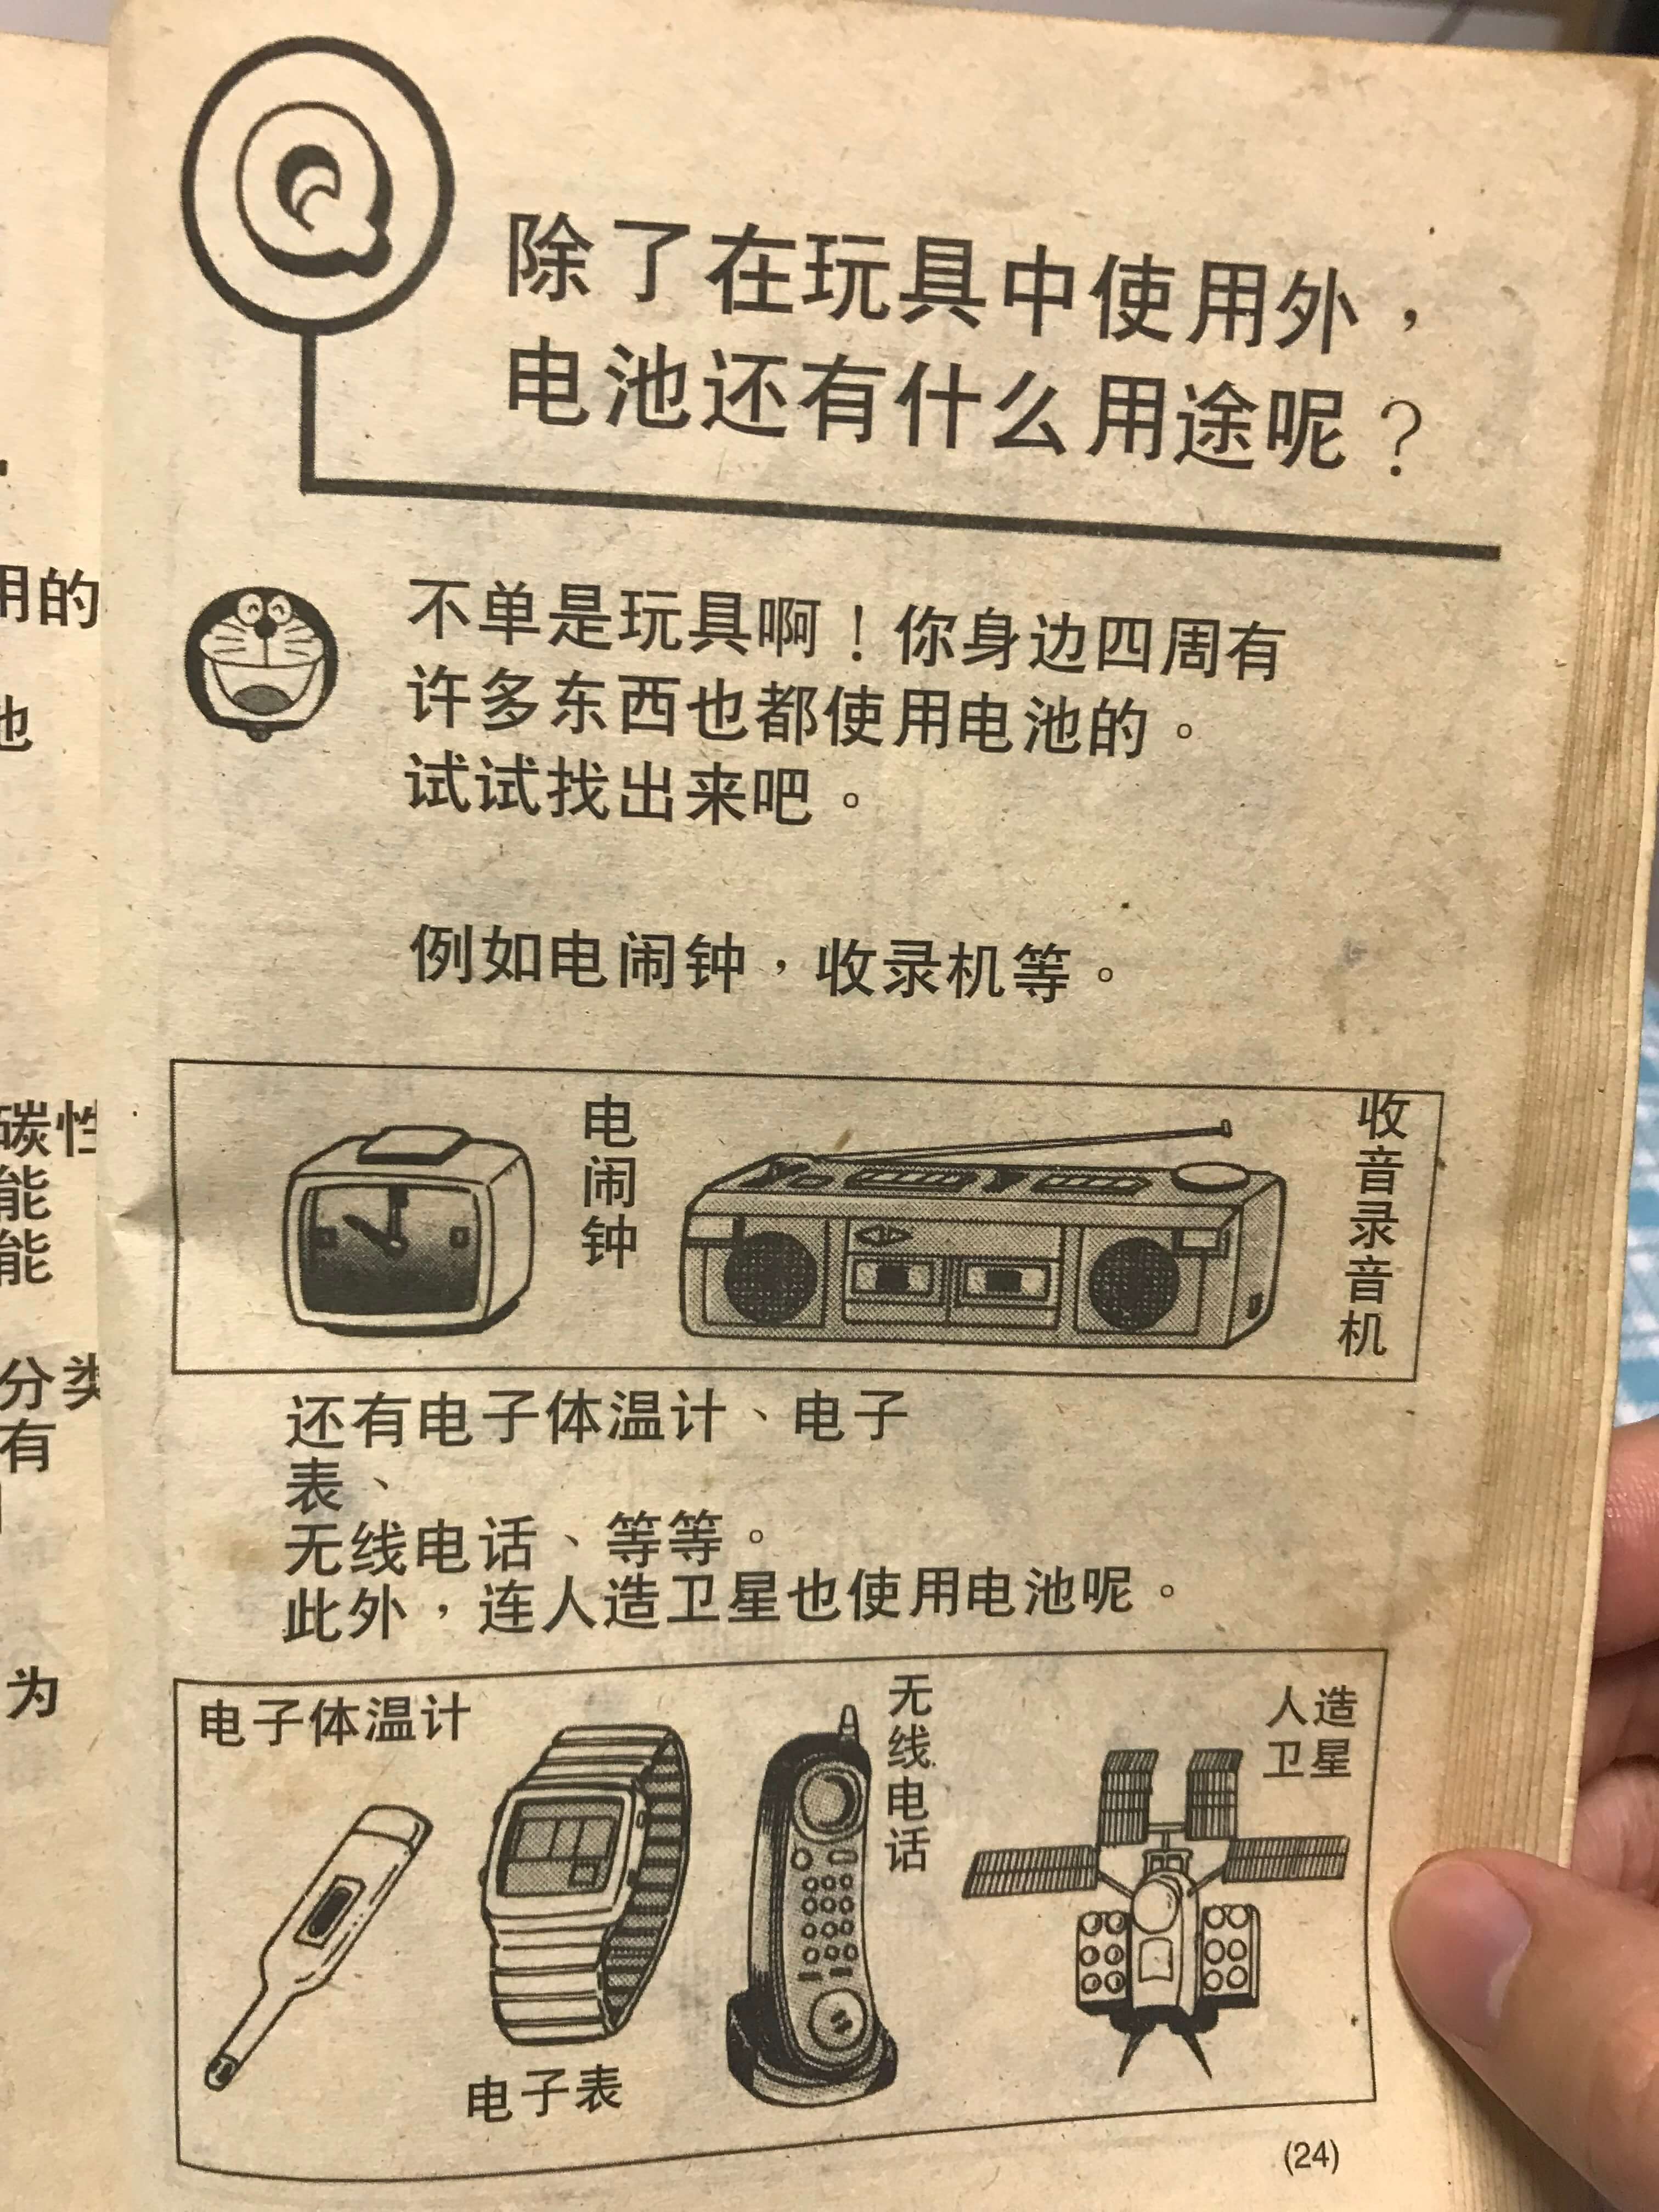 Q
除了在玩具中使用外，
电池还有什么用途呢？
不单是玩具啊！你身边四周有
许多东西也都使用电池的。
试试找出来吧。
例如电闹钟，收录机等。
电闹钟
收音录音机
还有电子体温计、电子
表、
无线电话、等等。
此外，连人造卫星也使用电池呢。
电子体温计
电子表
无线电话
人造
卫星
(24)
用的
池
碳性
能
能
分类
有
为